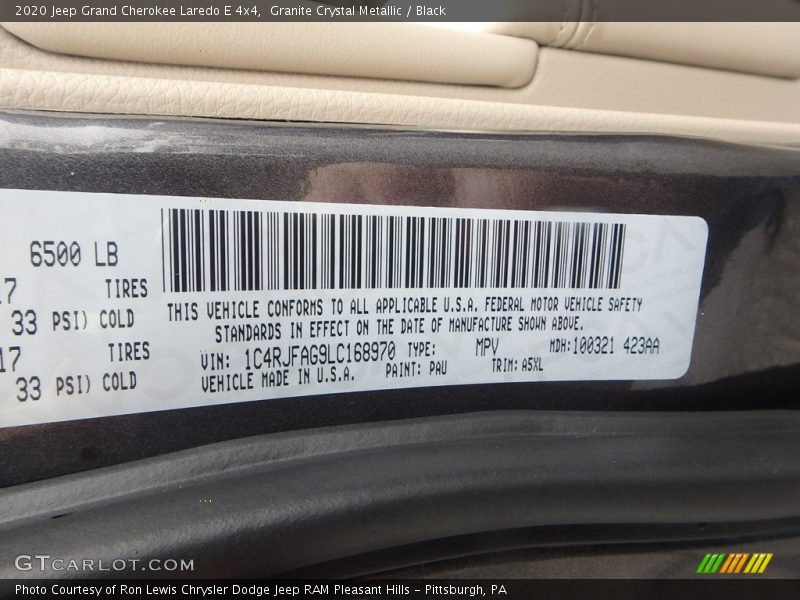 2020 Jeep Grand Cherokee Laredo E 4x4,  Granite Crystal Metallic / Black
6500 LB
17 TIRES
33 PSI) COLD
17 TIRES
33 PSI) COLD
THIS VEHICLE CONFORMS TO ALL APPLICABLE U.S.A. FEDERAL MOTOR VEHICLE SAFETY
STANDARDS IN EFFECT ON THE DATE OF MANUFACTURE SHOWN ABOVE.
VIN: 1C4RJFAG9LC168970 TYPE: MPV MDH:100321 423AA
VEHICLE MADE IN U.S.A. PAINT: PAU TRIM: A5XL
GTCARLOT.COM
Photo Courtesy of Ron Lewis Chrysler Dodge Jeep RAM Pleasant Hills - Pittsburgh, PA